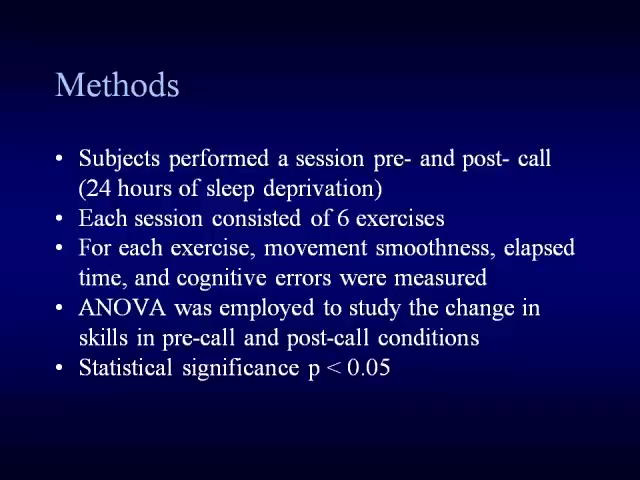 Methods
• Subjects performed a session pre- and post- call
(24 hours of sleep deprivation)
• Each session consisted of 6 exercises
• For each exercise, movement smoothness, elapsed
time, and cognitive errors were measured
• ANOVA was employed to study the change in
skills in pre-call and post-call conditions
• Statistical significance p < 0.05